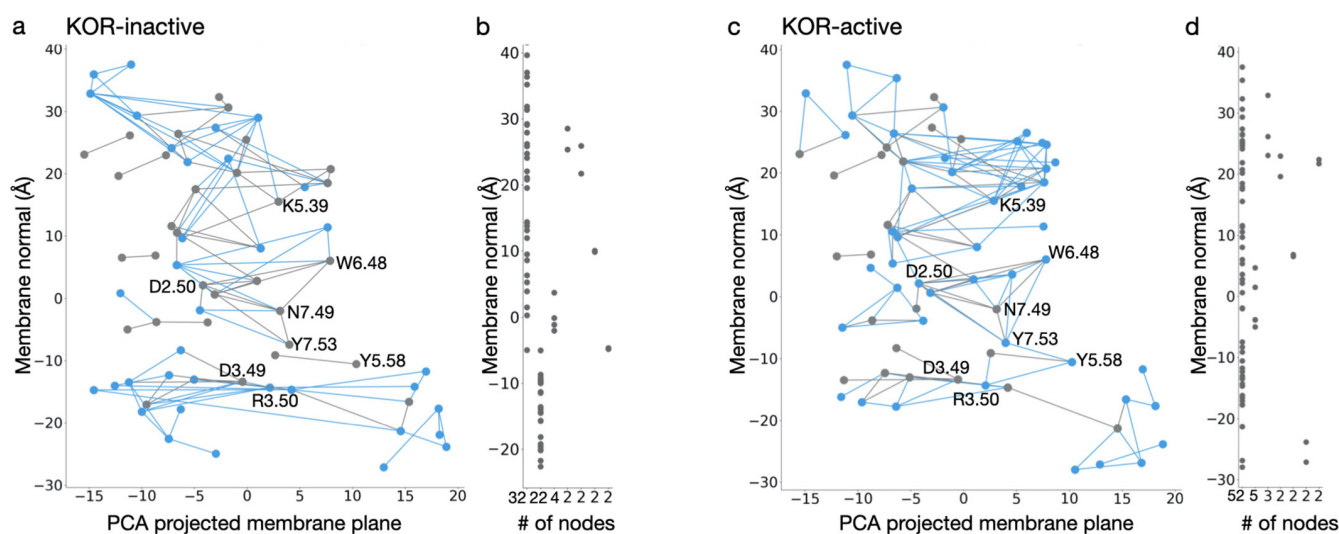 a KOR-inactive b c KOR-active d
40
30
20
10
0
−10
−20
−30
Membrane normal (Å)
K5.39
W6.48
D2.50
N7.49
Y7.53
Y5.58
D3.49
R3.50
−15 −10 −5 0 5 10 15 20
PCA projected membrane plane
40
30
20
10
0
−10
−20
32 22 4 2 2 2 2
# of nodes
40
30
20
10
0
−10
−20
−30
Membrane normal (Å)
K5.39
W6.48
D2.50
N7.49
Y7.53
Y5.58
D3.49
R3.50
−15 −10 −5 0 5 10 15 20
PCA projected membrane plane
40
30
20
10
0
−10
−20
−30
52 5 3 2 2 2 2
# of nodes